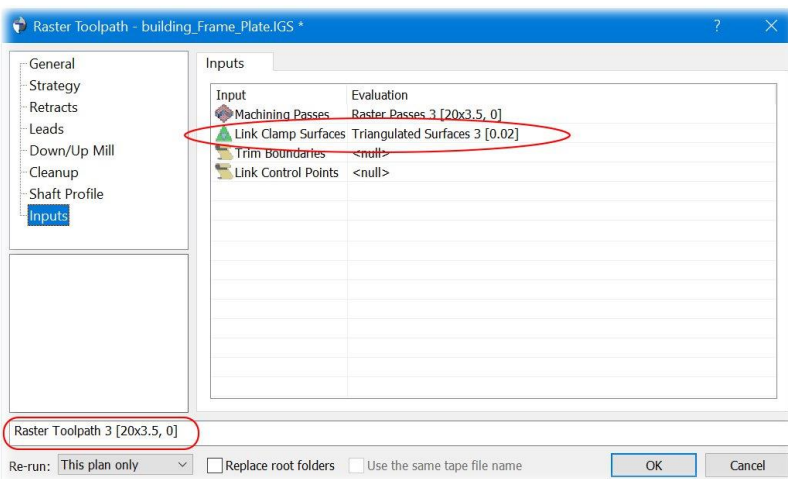 Raster Toolpath - building_Frame_Plate.IGS * ? ×
General
Strategy
Retracts
Leads
Down/Up Mill
Cleanup
Shaft Profile
Inputs
Inputs
Input Evaluation
Machining Passes Raster Passes 3 [20x3.5, 0]
Link Clamp Surfaces Triangulated Surfaces 3 [0.02]
Trim Boundaries <null>
Link Control Points <null>
Raster Toolpath 3 [20x3.5, 0]
Re-run: This plan only Replace root folders Use the same tape file name OK Cancel